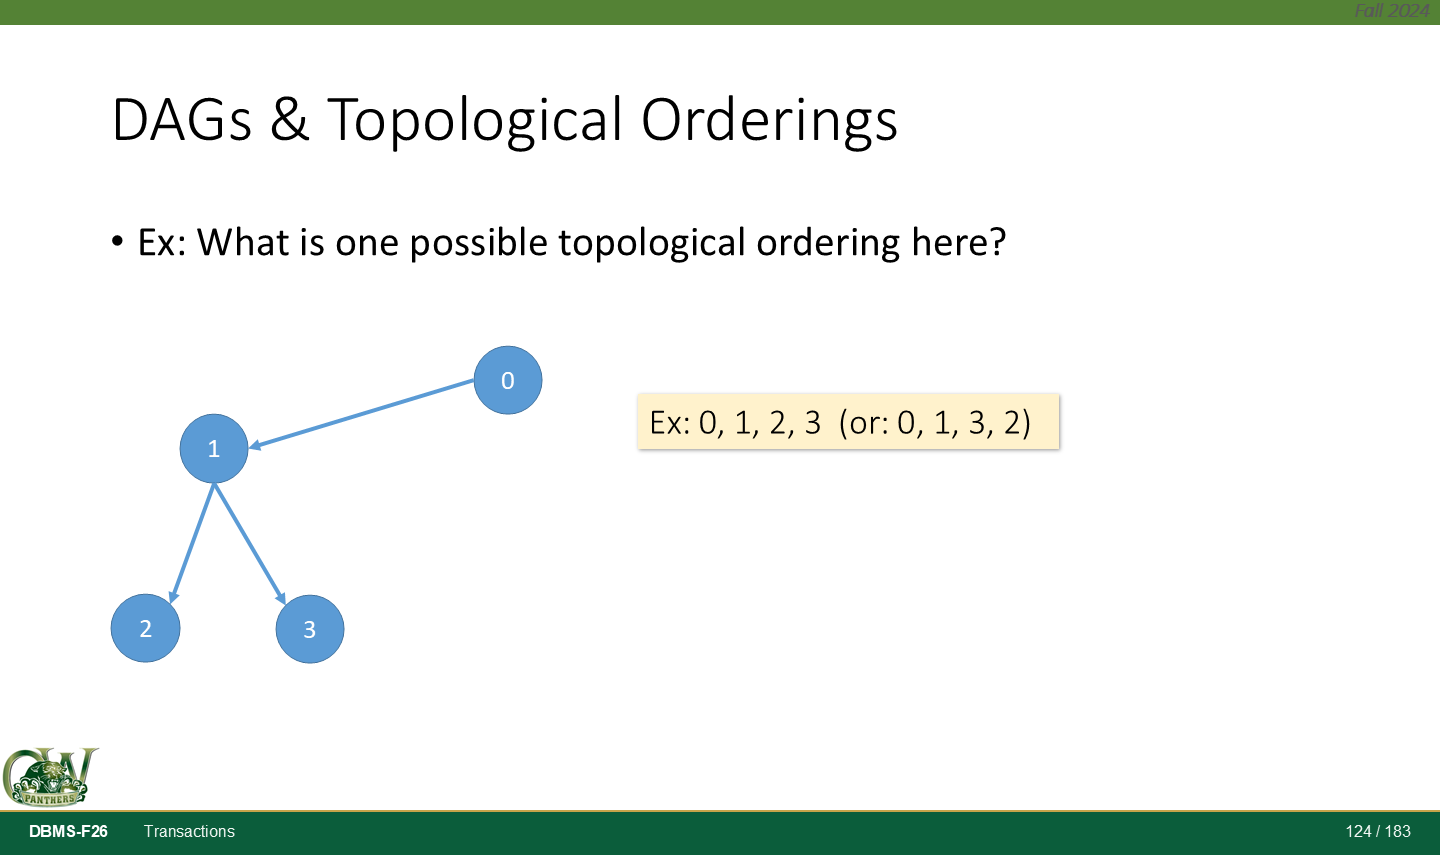 Fall 2024
DAGs & Topological Orderings
• Ex: What is one possible topological ordering here?
0
Ex: 0, 1, 2, 3 (or: 0, 1, 3, 2)
1
2
3
OW
PANTHERS
DBMS-F26 Transactions 124 / 183